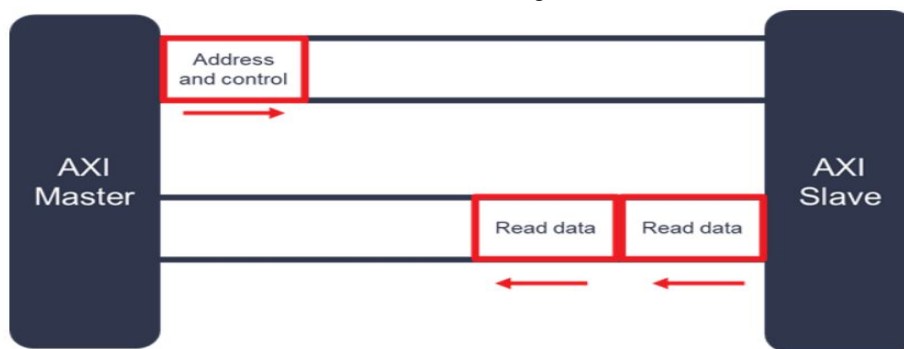 Address
and control
AXI
Master
AXI
Slave
Read data
Read data